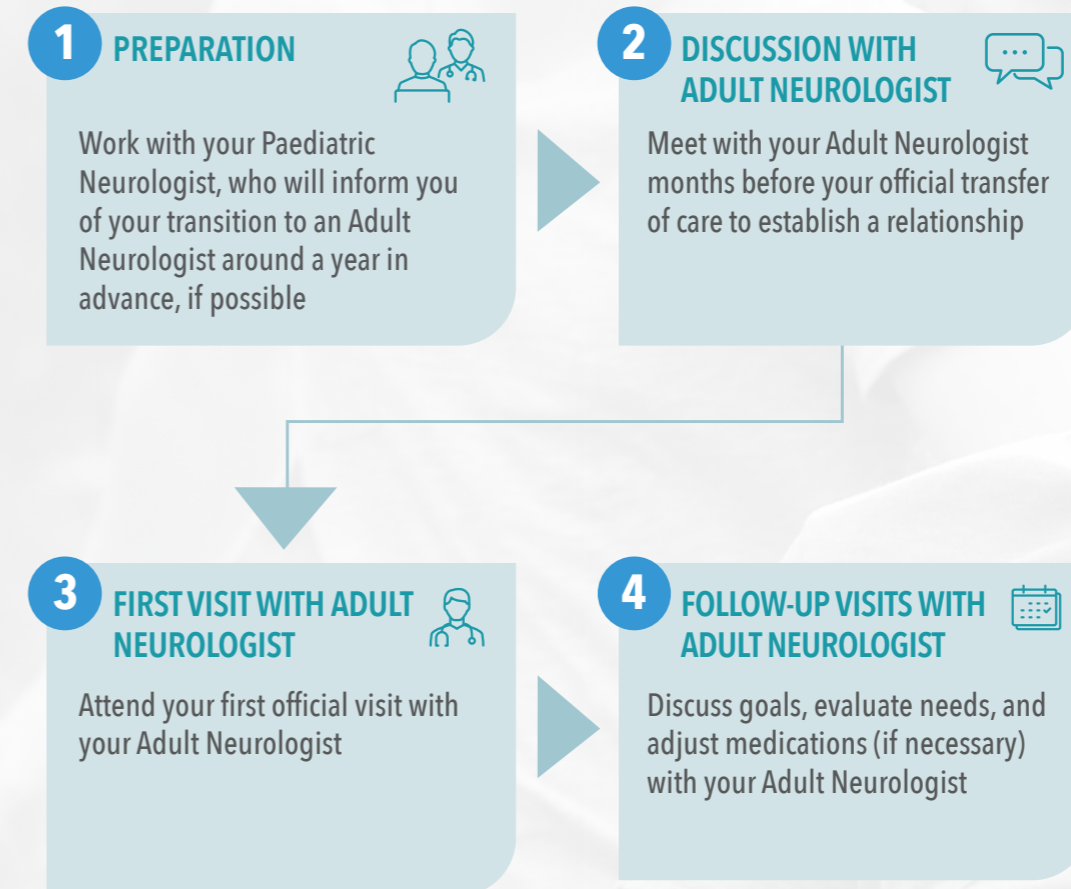 1
PREPARATION
Work with your Paediatric
Neurologist, who will inform you
of your transition to an Adult
Neurologist around a year in
advance, if possible
2
DISCUSSION WITH
ADULT NEUROLOGIST
Meet with your Adult Neurologist
months before your official transfer
of care to establish a relationship
3
FIRST VISIT WITH ADULT
NEUROLOGIST
Attend your first official visit with
your Adult Neurologist
4
FOLLOW-UP VISITS WITH
ADULT NEUROLOGIST
Discuss goals, evaluate needs, and
adjust medications (if necessary)
with your Adult Neurologist